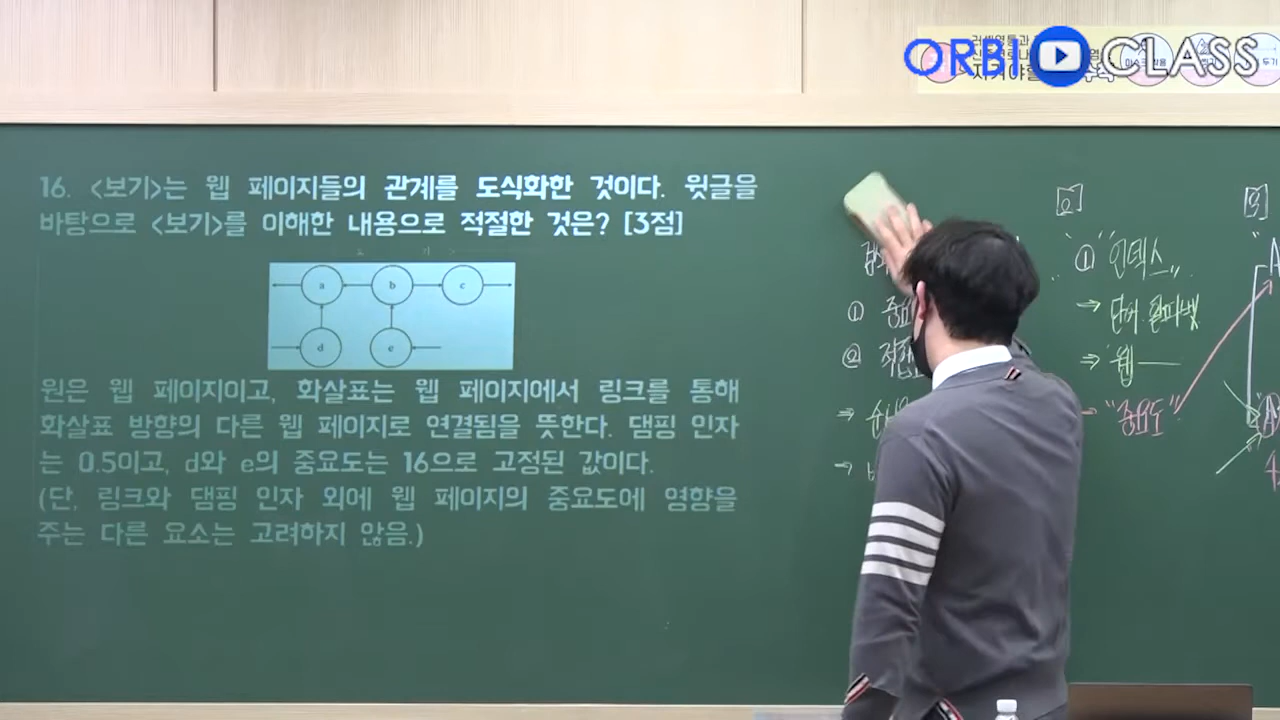 ORBI CLASS
16. <보기>는 웹 페이지들의 관계를 도식화한 것이다. 윗글을
바탕으로 <보기>를 이해한 내용으로 적절한 것은? [3점]
a b c
d e
원은 웹 페이지이고, 화살표는 웹 페이지에서 링크를 통해
화살표 방향의 다른 웹 페이지로 연결됨을 뜻한다. 댐핑 인자
는 0.5이고, d와 e의 중요도는 16으로 고정된 값이다.
(단, 링크와 댐핑 인자 외에 웹 페이지의 중요도에 영향을
주는 다른 요소는 고려하지 않음.)
①
②
[2]
① "인덱스"
→
⇒ 웹
"중요도"
[3]
"A